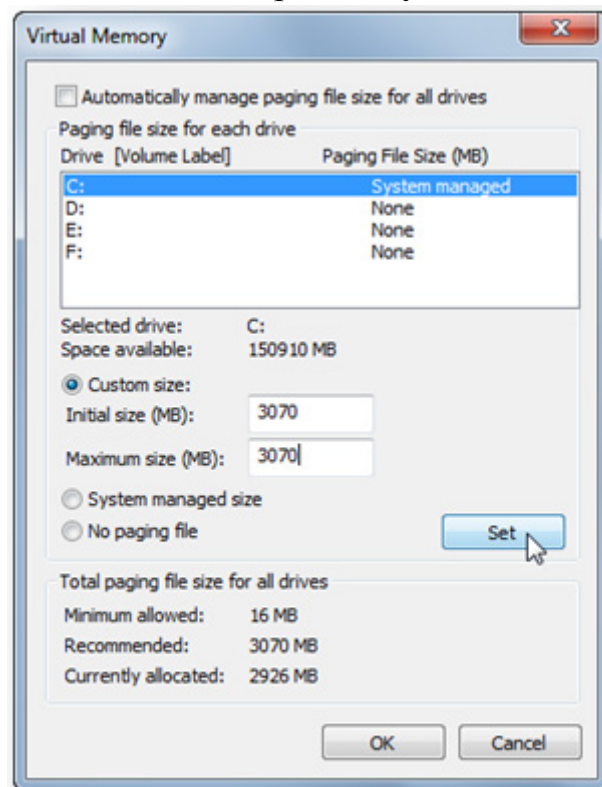 Virtual Memory
Automatically manage paging file size for all drives
Paging file size for each drive
Drive [Volume Label] Paging File Size (MB)
C: System managed
D: None
E: None
F: None
Selected drive: C:
Space available: 150910 MB
Custom size:
Initial size (MB): 3070
Maximum size (MB): 3070
System managed size
No paging file
Set
Total paging file size for all drives
Minimum allowed: 16 MB
Recommended: 3070 MB
Currently allocated: 2926 MB
OK Cancel